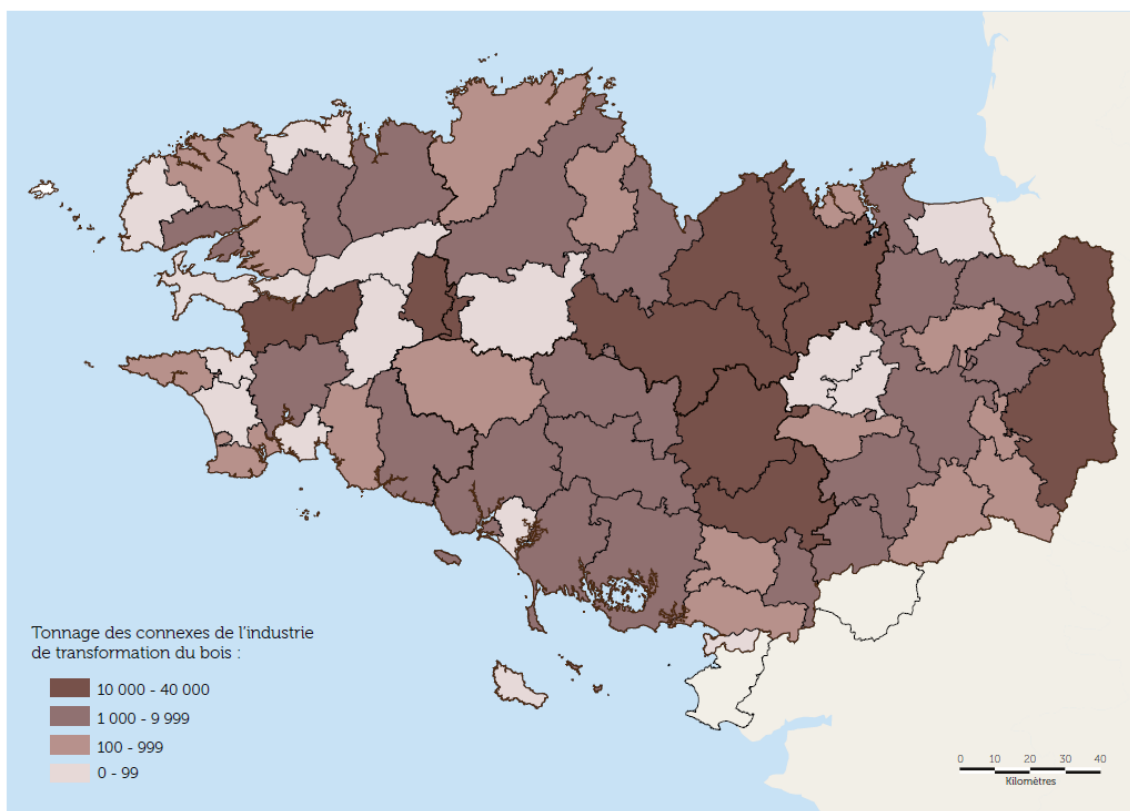 Tonnage des connexes de l'industrie
de transformation du bois :
10 000 - 40 000
1 000 - 9 999
100 - 999
0 - 99
0 10 20 30 40
Kilomètres